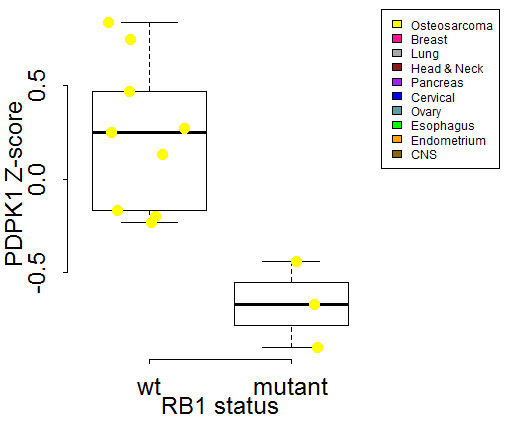 PDPK1 Z-score
0.5
0.0
-0.5
wt
mutant
RB1 status
Osteosarcoma
Breast
Lung
Head & Neck
Pancreas
Cervical
Ovary
Esophagus
Endometrium
CNS